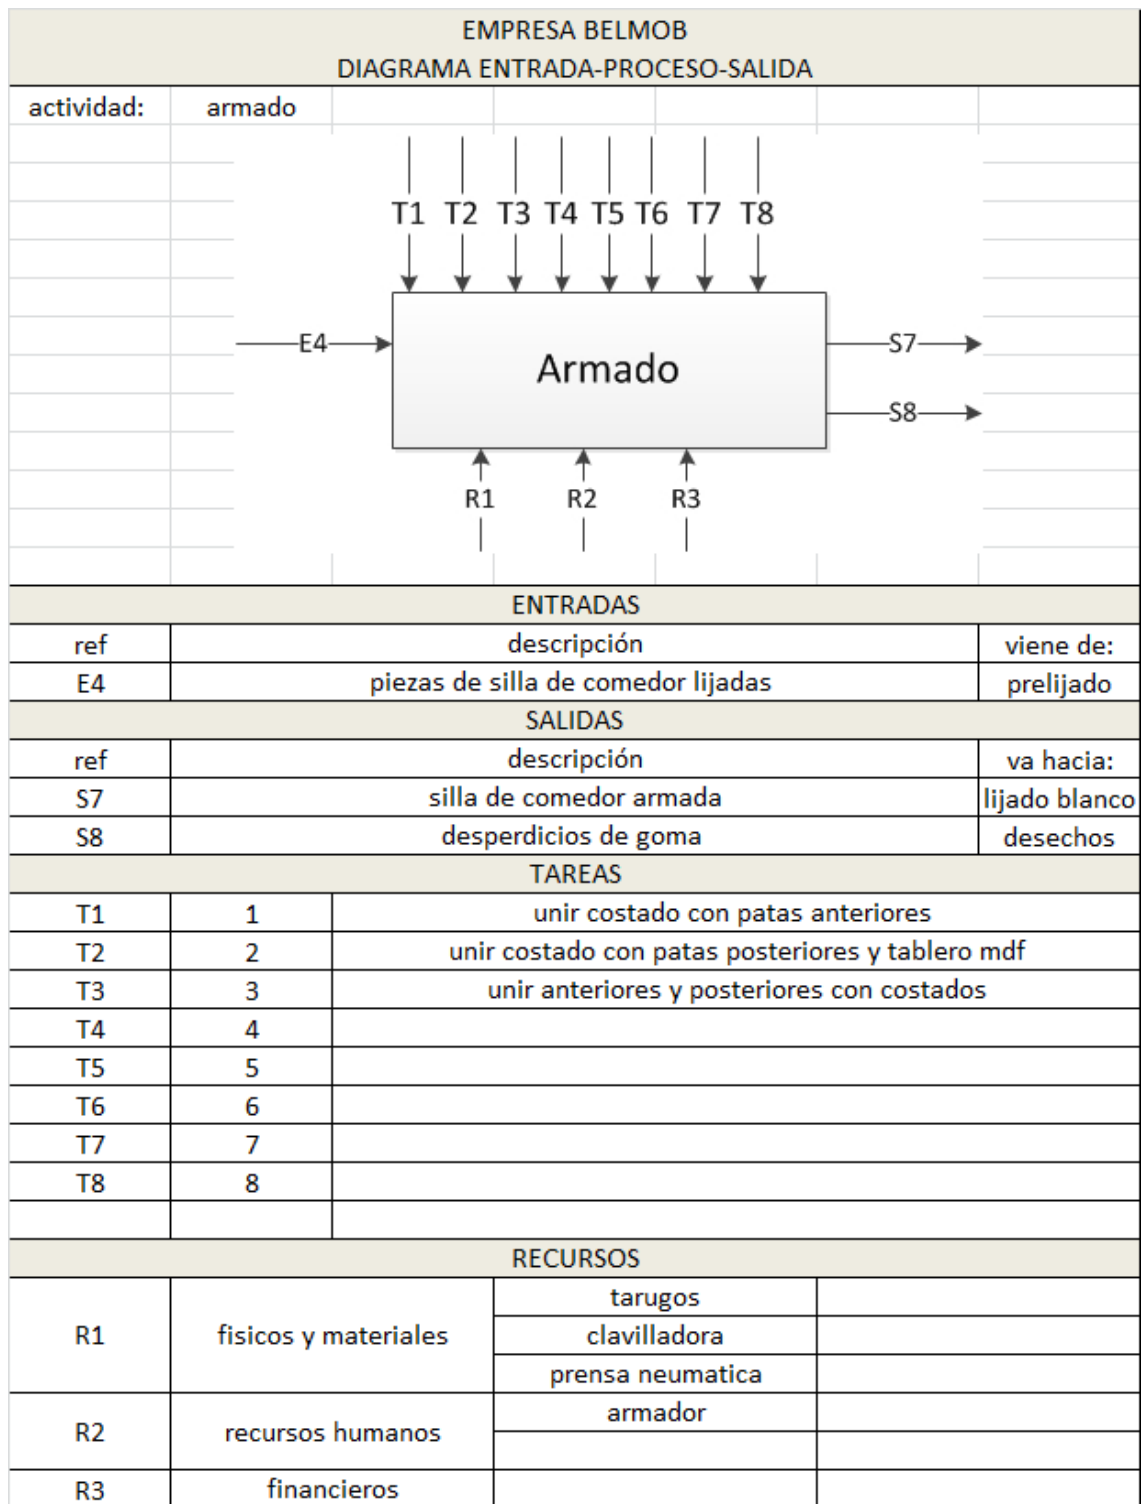 EMPRESA BELMOB
DIAGRAMA ENTRADA-PROCESO-SALIDA
actividad: armado
T1 T2 T3 T4 T5 T6 T7 T8
E4 S7
Armado
S8
R1 R2 R3
ENTRADAS
ref descripción viene de:
E4 piezas de silla de comedor lijadas prelijado
SALIDAS
ref descripción va hacia:
S7 silla de comedor armada lijado blanco
S8 desperdicios de goma desechos
TAREAS
T1 1 unir costado con patas anteriores
T2 2 unir costado con patas posteriores y tablero mdf
T3 3 unir anteriores y posteriores con costados
T4 4
T5 5
T6 6
T7 7
T8 8
RECURSOS
tarugos
R1 fisicos y materiales clavilladora
prensa neumatica
armador
R2 recursos humanos
R3 financieros